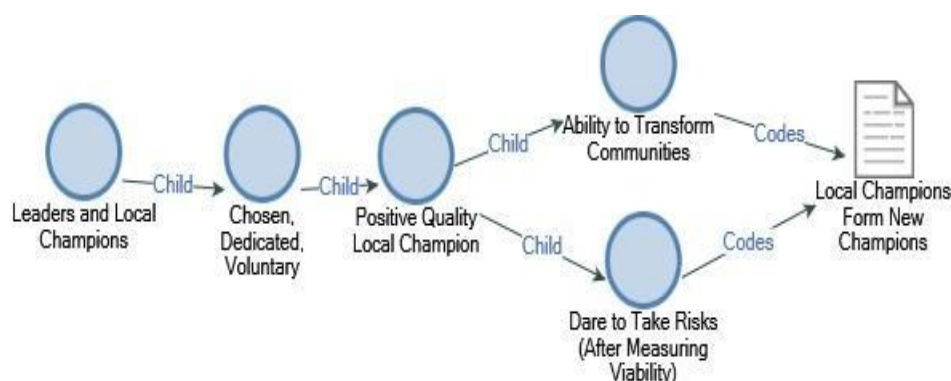 Leaders and Local
Champions
Child
Chosen,
Dedicated,
Voluntary
Child
Positive Quality
Local Champion
Child
Ability to Transform
Communities
Codes
Child
Dare to Take Risks
(After Measuring
Viability)
Codes
Local Champions
Form New
Champions